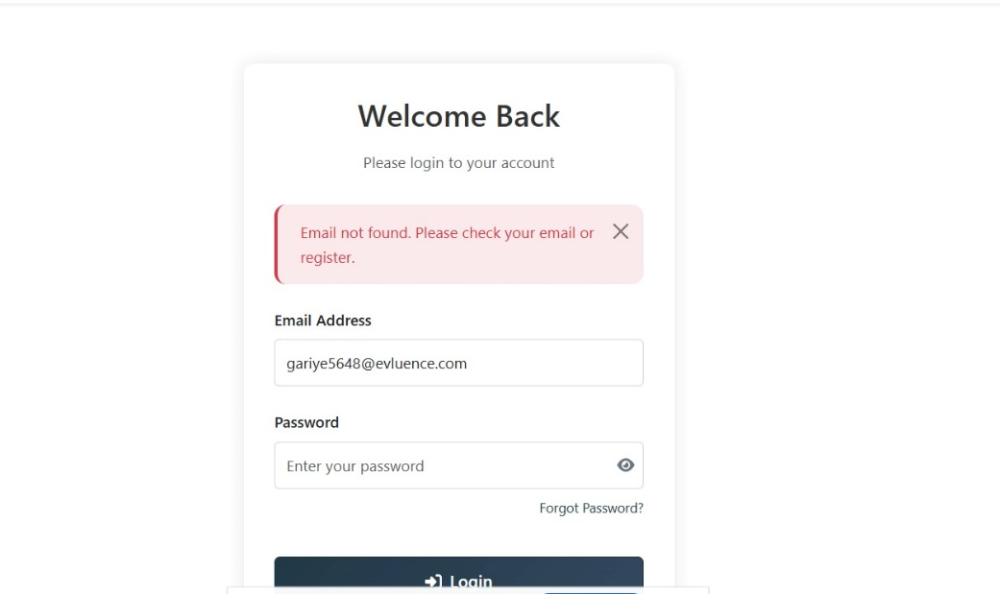 Welcome Back
Please login to your account
Email not found. Please check your email or
register.
Email Address
gariye5648@evluence.com
Password
Enter your password
Forgot Password?
Login